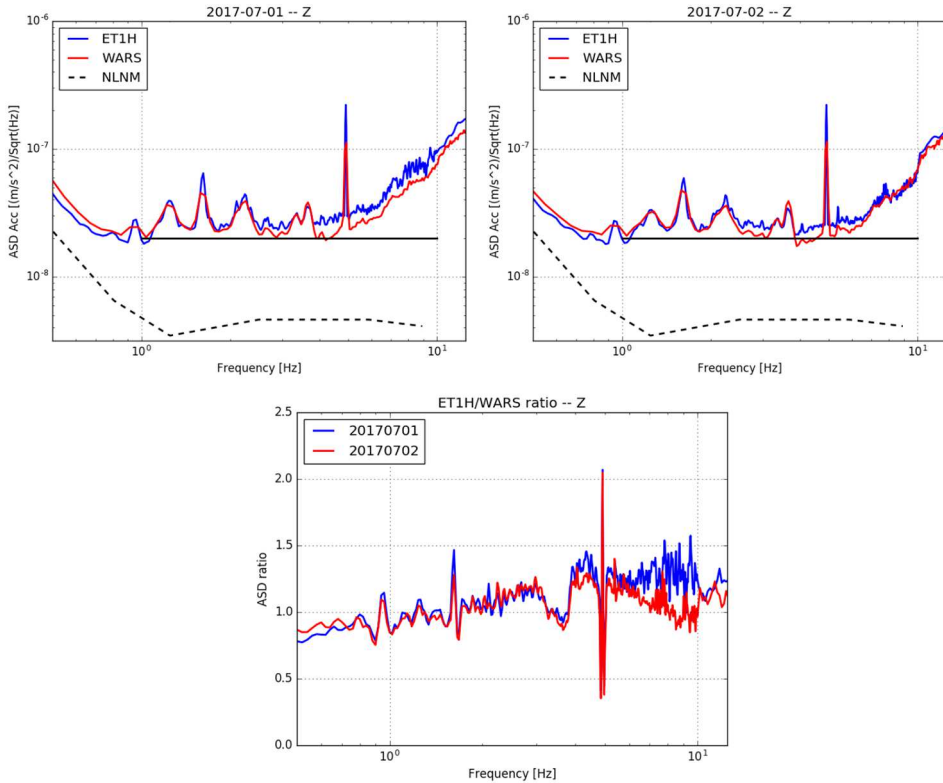 2017-07-01 -- Z
ET1H
WARS
NLNM
10^-6
10^-7
10^-8
ASD Acc [(m/s^2)/Sqrt(Hz)]
10^0
10^1
Frequency [Hz]
2017-07-02 -- Z
ET1H
WARS
NLNM
10^-6
10^-7
10^-8
ASD Acc [(m/s^2)/Sqrt(Hz)]
10^0
10^1
Frequency [Hz]
ET1H/WARS ratio -- Z
20170701
20170702
2.5
2.0
1.5
1.0
0.5
0.0
ASD ratio
10^0
10^1
Frequency [Hz]